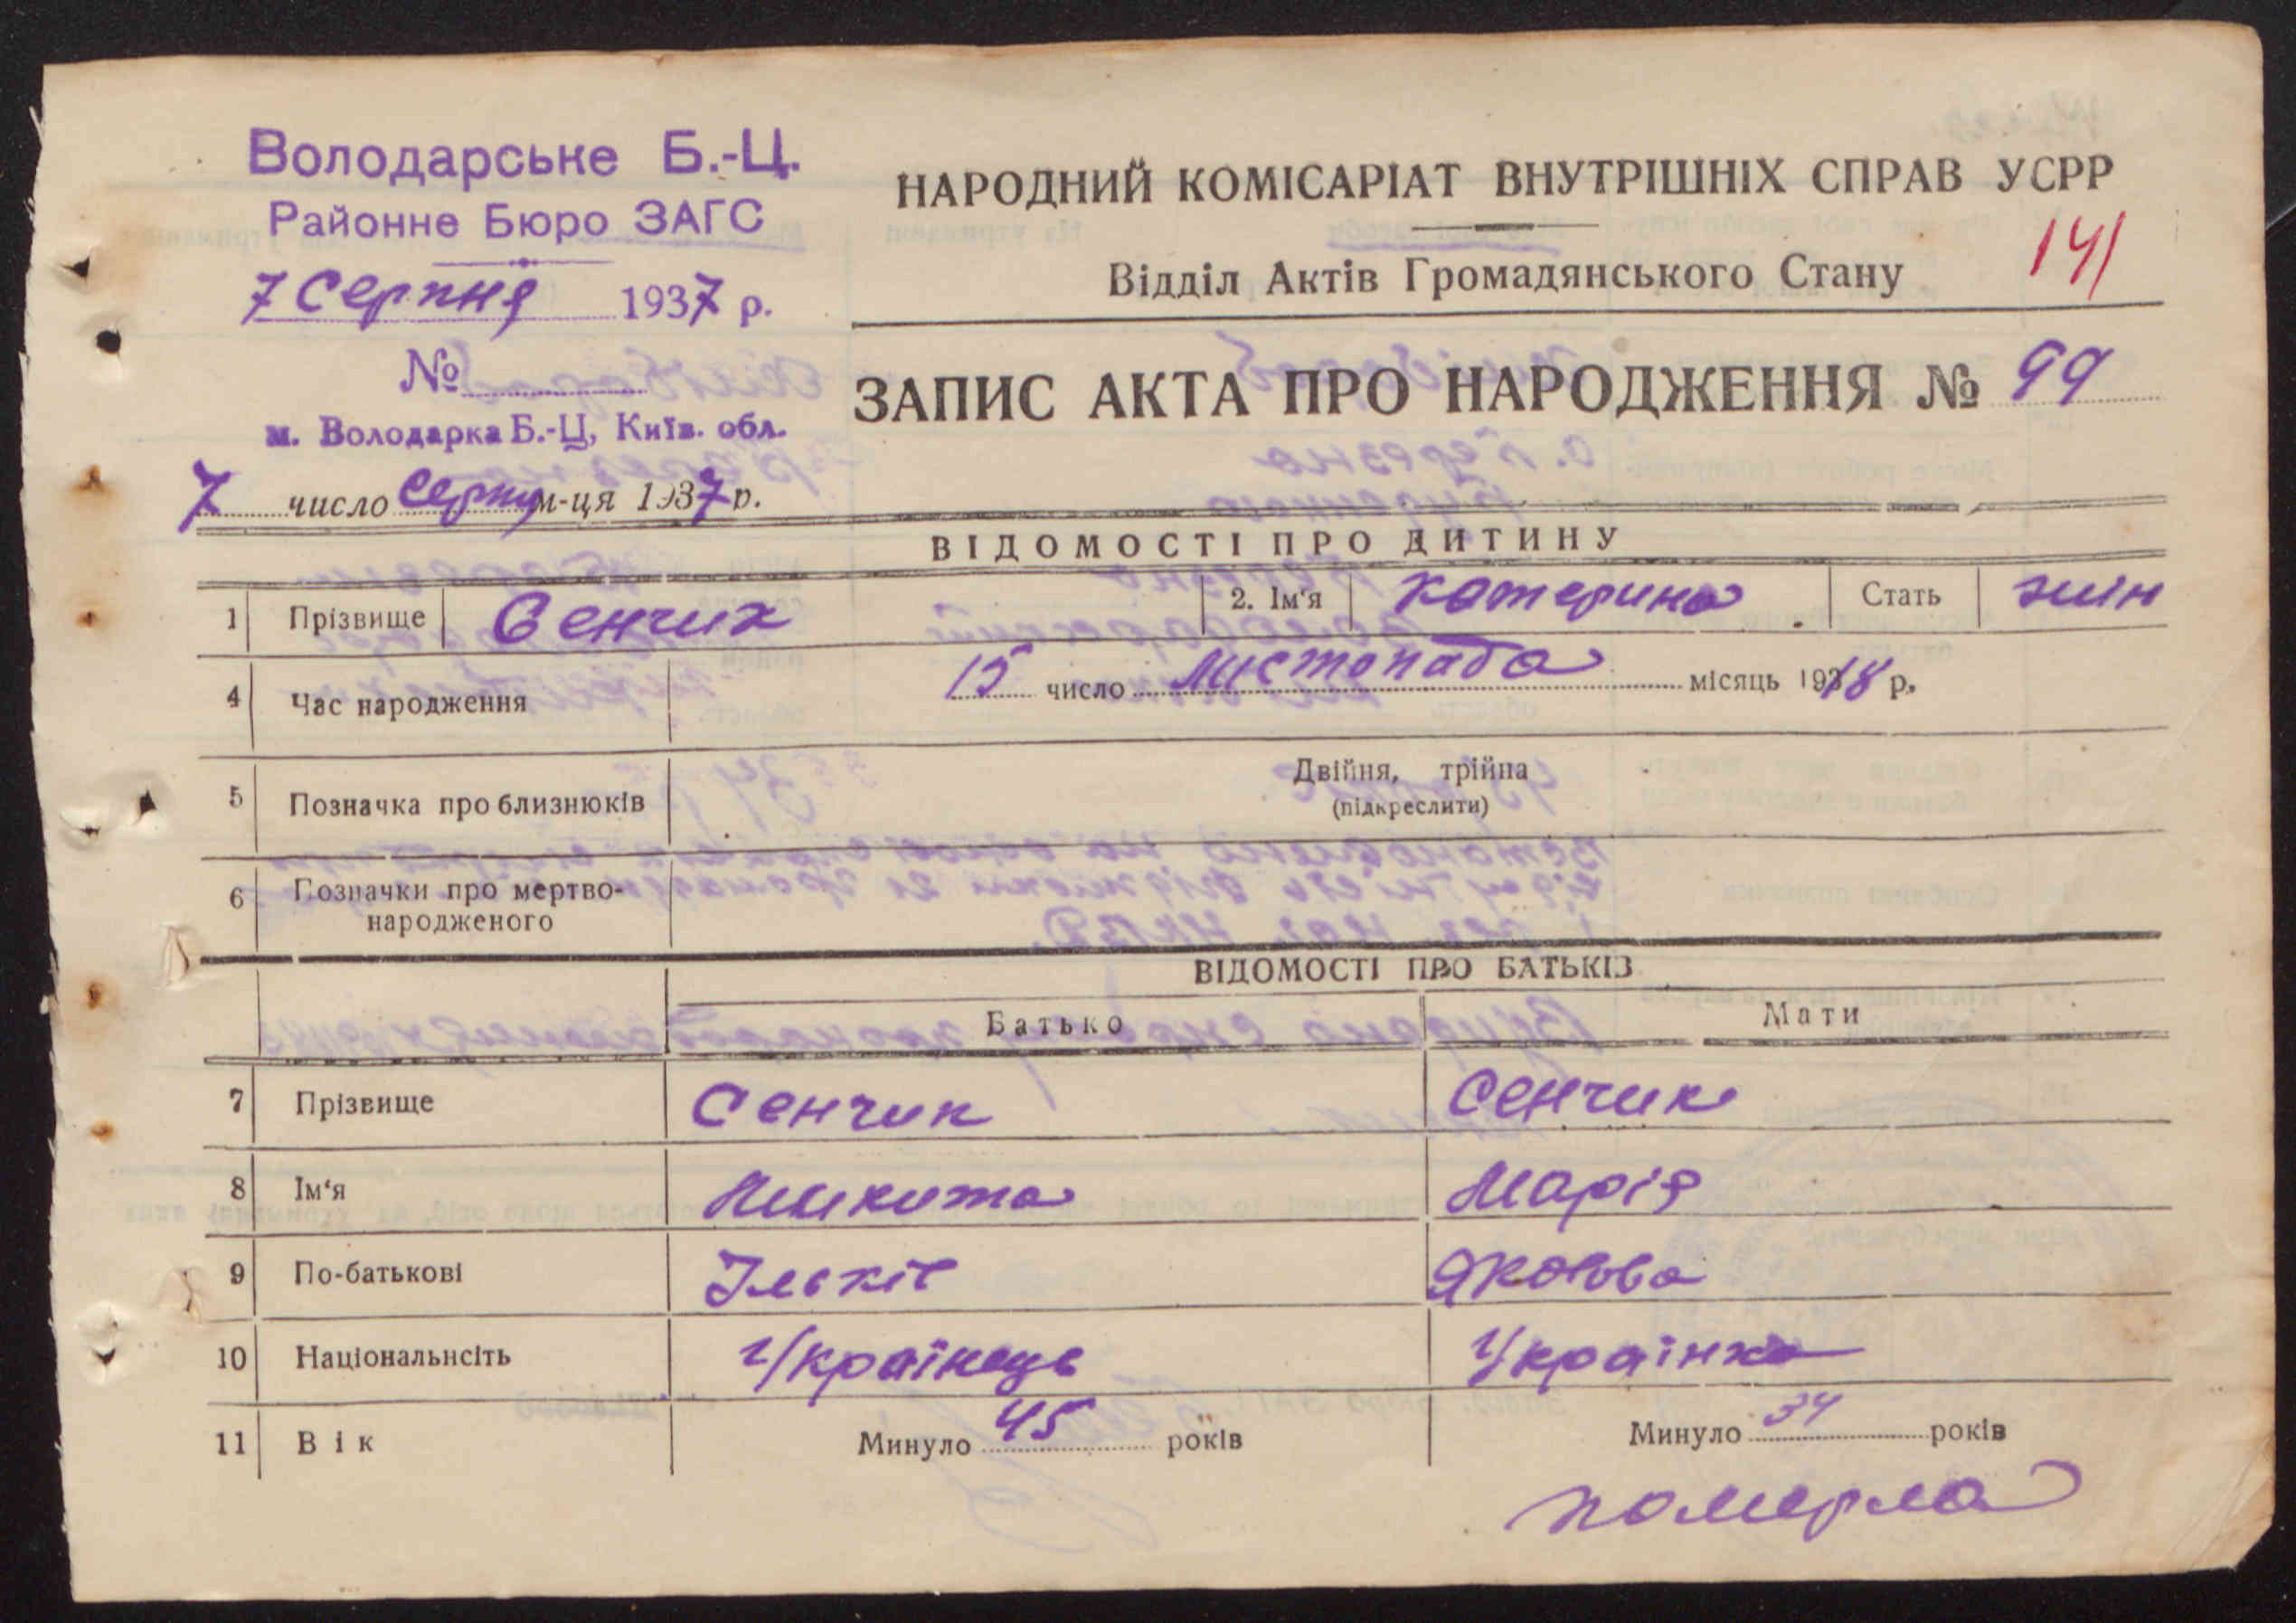 Володарське Б.-Ц.
Районне Бюро ЗАГС
7 Серпня 1937 р.
№
м. Володарка Б.-Ц, Київ. обл.
7 число Серпня м-ця 1937 р.
НАРОДНИЙ КОМІСАРІАТ ВНУТРІШНІХ СПРАВ УСРР
141
Відділ Актів Громадянського Стану
ЗАПИС АКТА ПРО НАРОДЖЕННЯ № 99
ВІДОМОСТІ ПРО ДИТИНУ
1 Прізвище Сенчик 2. Ім'я Катерина Стать жін
4 Час народження 15 число Листопада місяць 1918 р.
5 Позначка про близнюків Двійня, трійна
(підкреслити)
6 Позначки про мертво-
народженого
ВІДОМОСТІ ПРО БАТЬКІВ
Батько Мати
7 Прізвище Сенчик Сенчик
8 Ім'я Микита Марія
9 По-батькові Ількіт Яковва
10 Національнсіть Українець Українка
11 Вік Минуло 45 років Минуло 34 років
померла